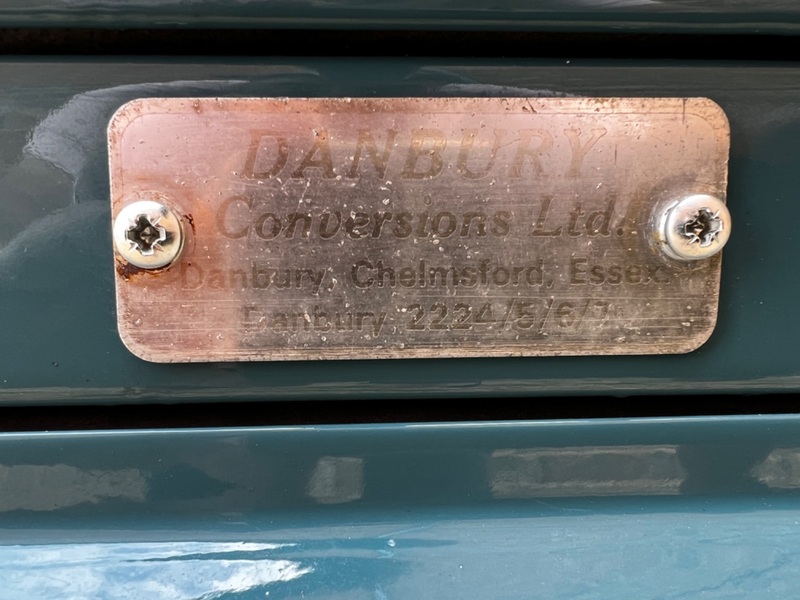 DANBURY
Conversions Ltd.
Danbury, Chelmsford, Essex.
Danbury 2224/5/6/7